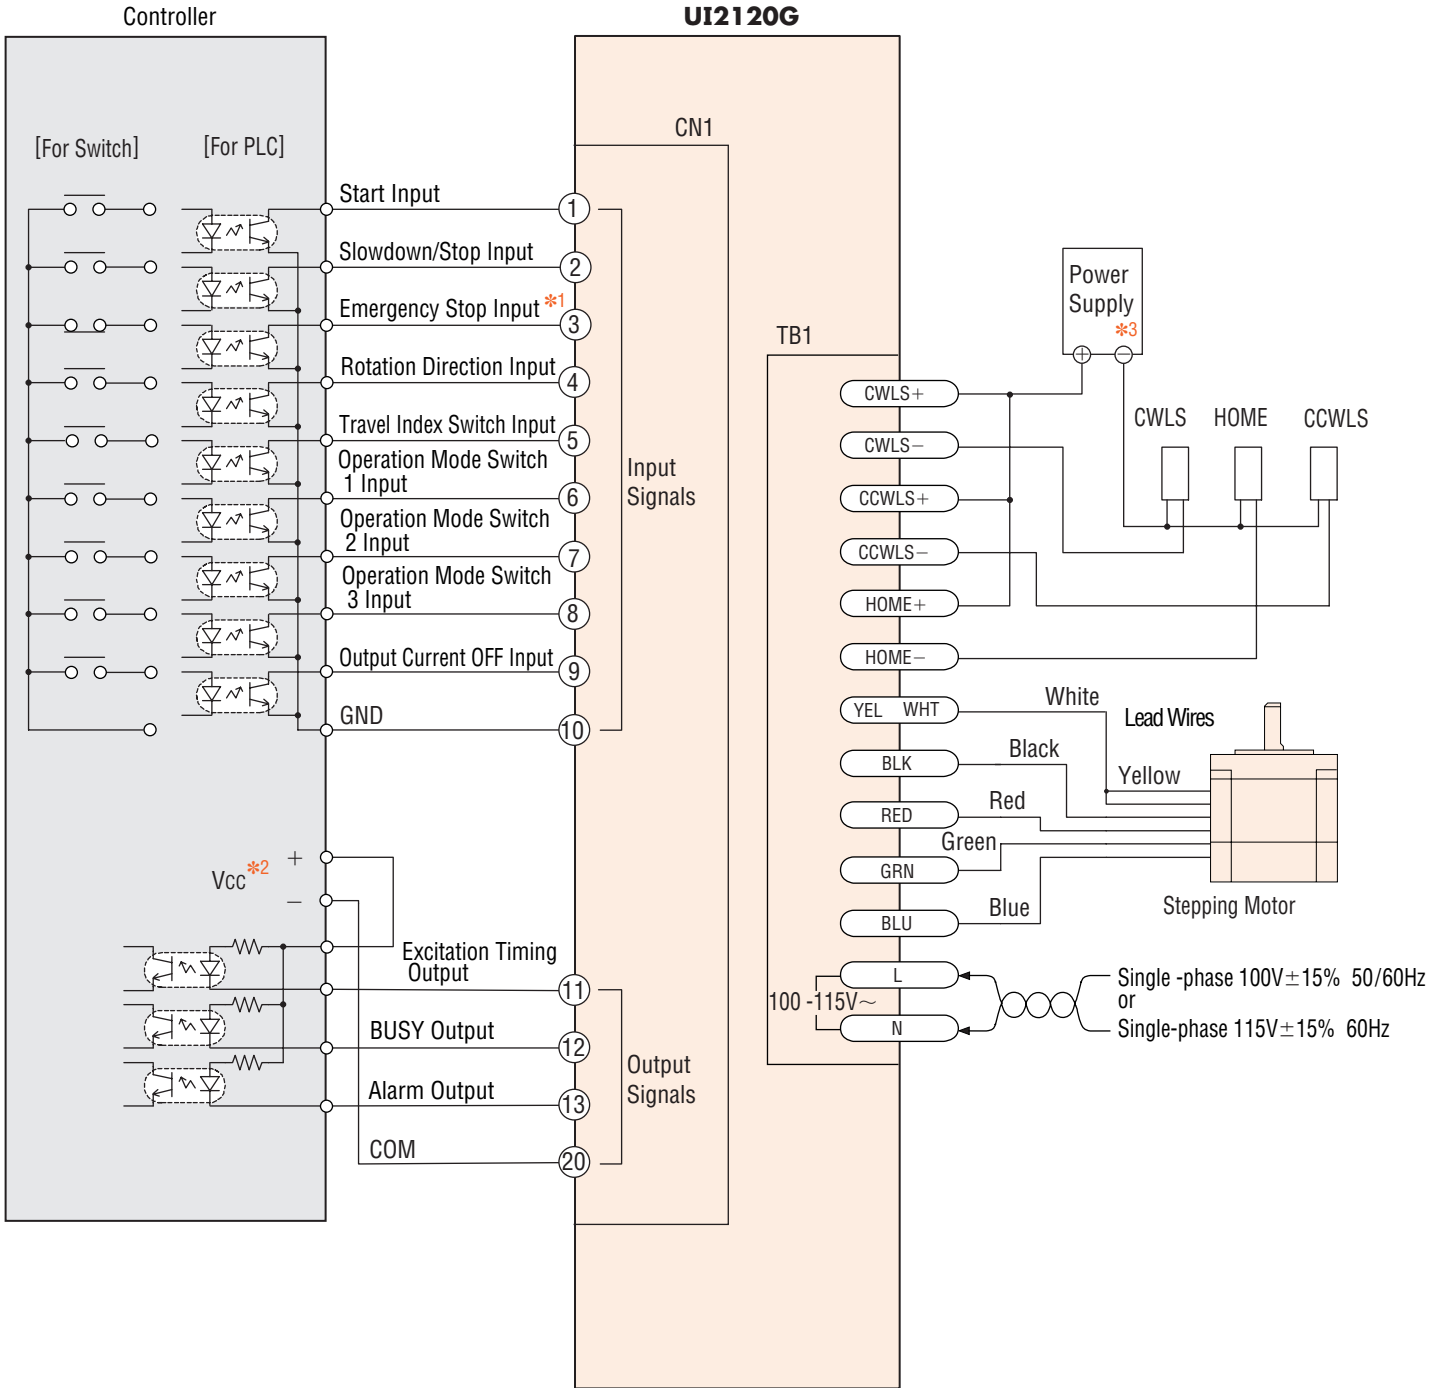 Controller
UI2120G
CN1
[For Switch]
[For PLC]
Start Input
1
Slowdown/Stop Input
2
Emergency Stop Input *1
3
Rotation Direction Input
4
Travel Index Switch Input
5
Operation Mode Switch
1 Input
6
Operation Mode Switch
2 Input
7
Operation Mode Switch
3 Input
8
Output Current OFF Input
9
GND
10
Input
Signals
Vcc*2
+
−
Excitation Timing
Output
11
BUSY Output
12
Alarm Output
13
COM
20
Output
Signals
TB1
CWLS+
CWLS−
CCWLS+
CCWLS−
HOME+
HOME−
YEL WHT
BLK
RED
GRN
BLU
L
N
100 -115V~
Power
Supply
*3
+ −
CWLS
HOME
CCWLS
White
Lead Wires
Black
Yellow
Red
Green
Blue
Stepping Motor
Single -phase 100V±15% 50/60Hz
or
Single-phase 115V±15% 60Hz